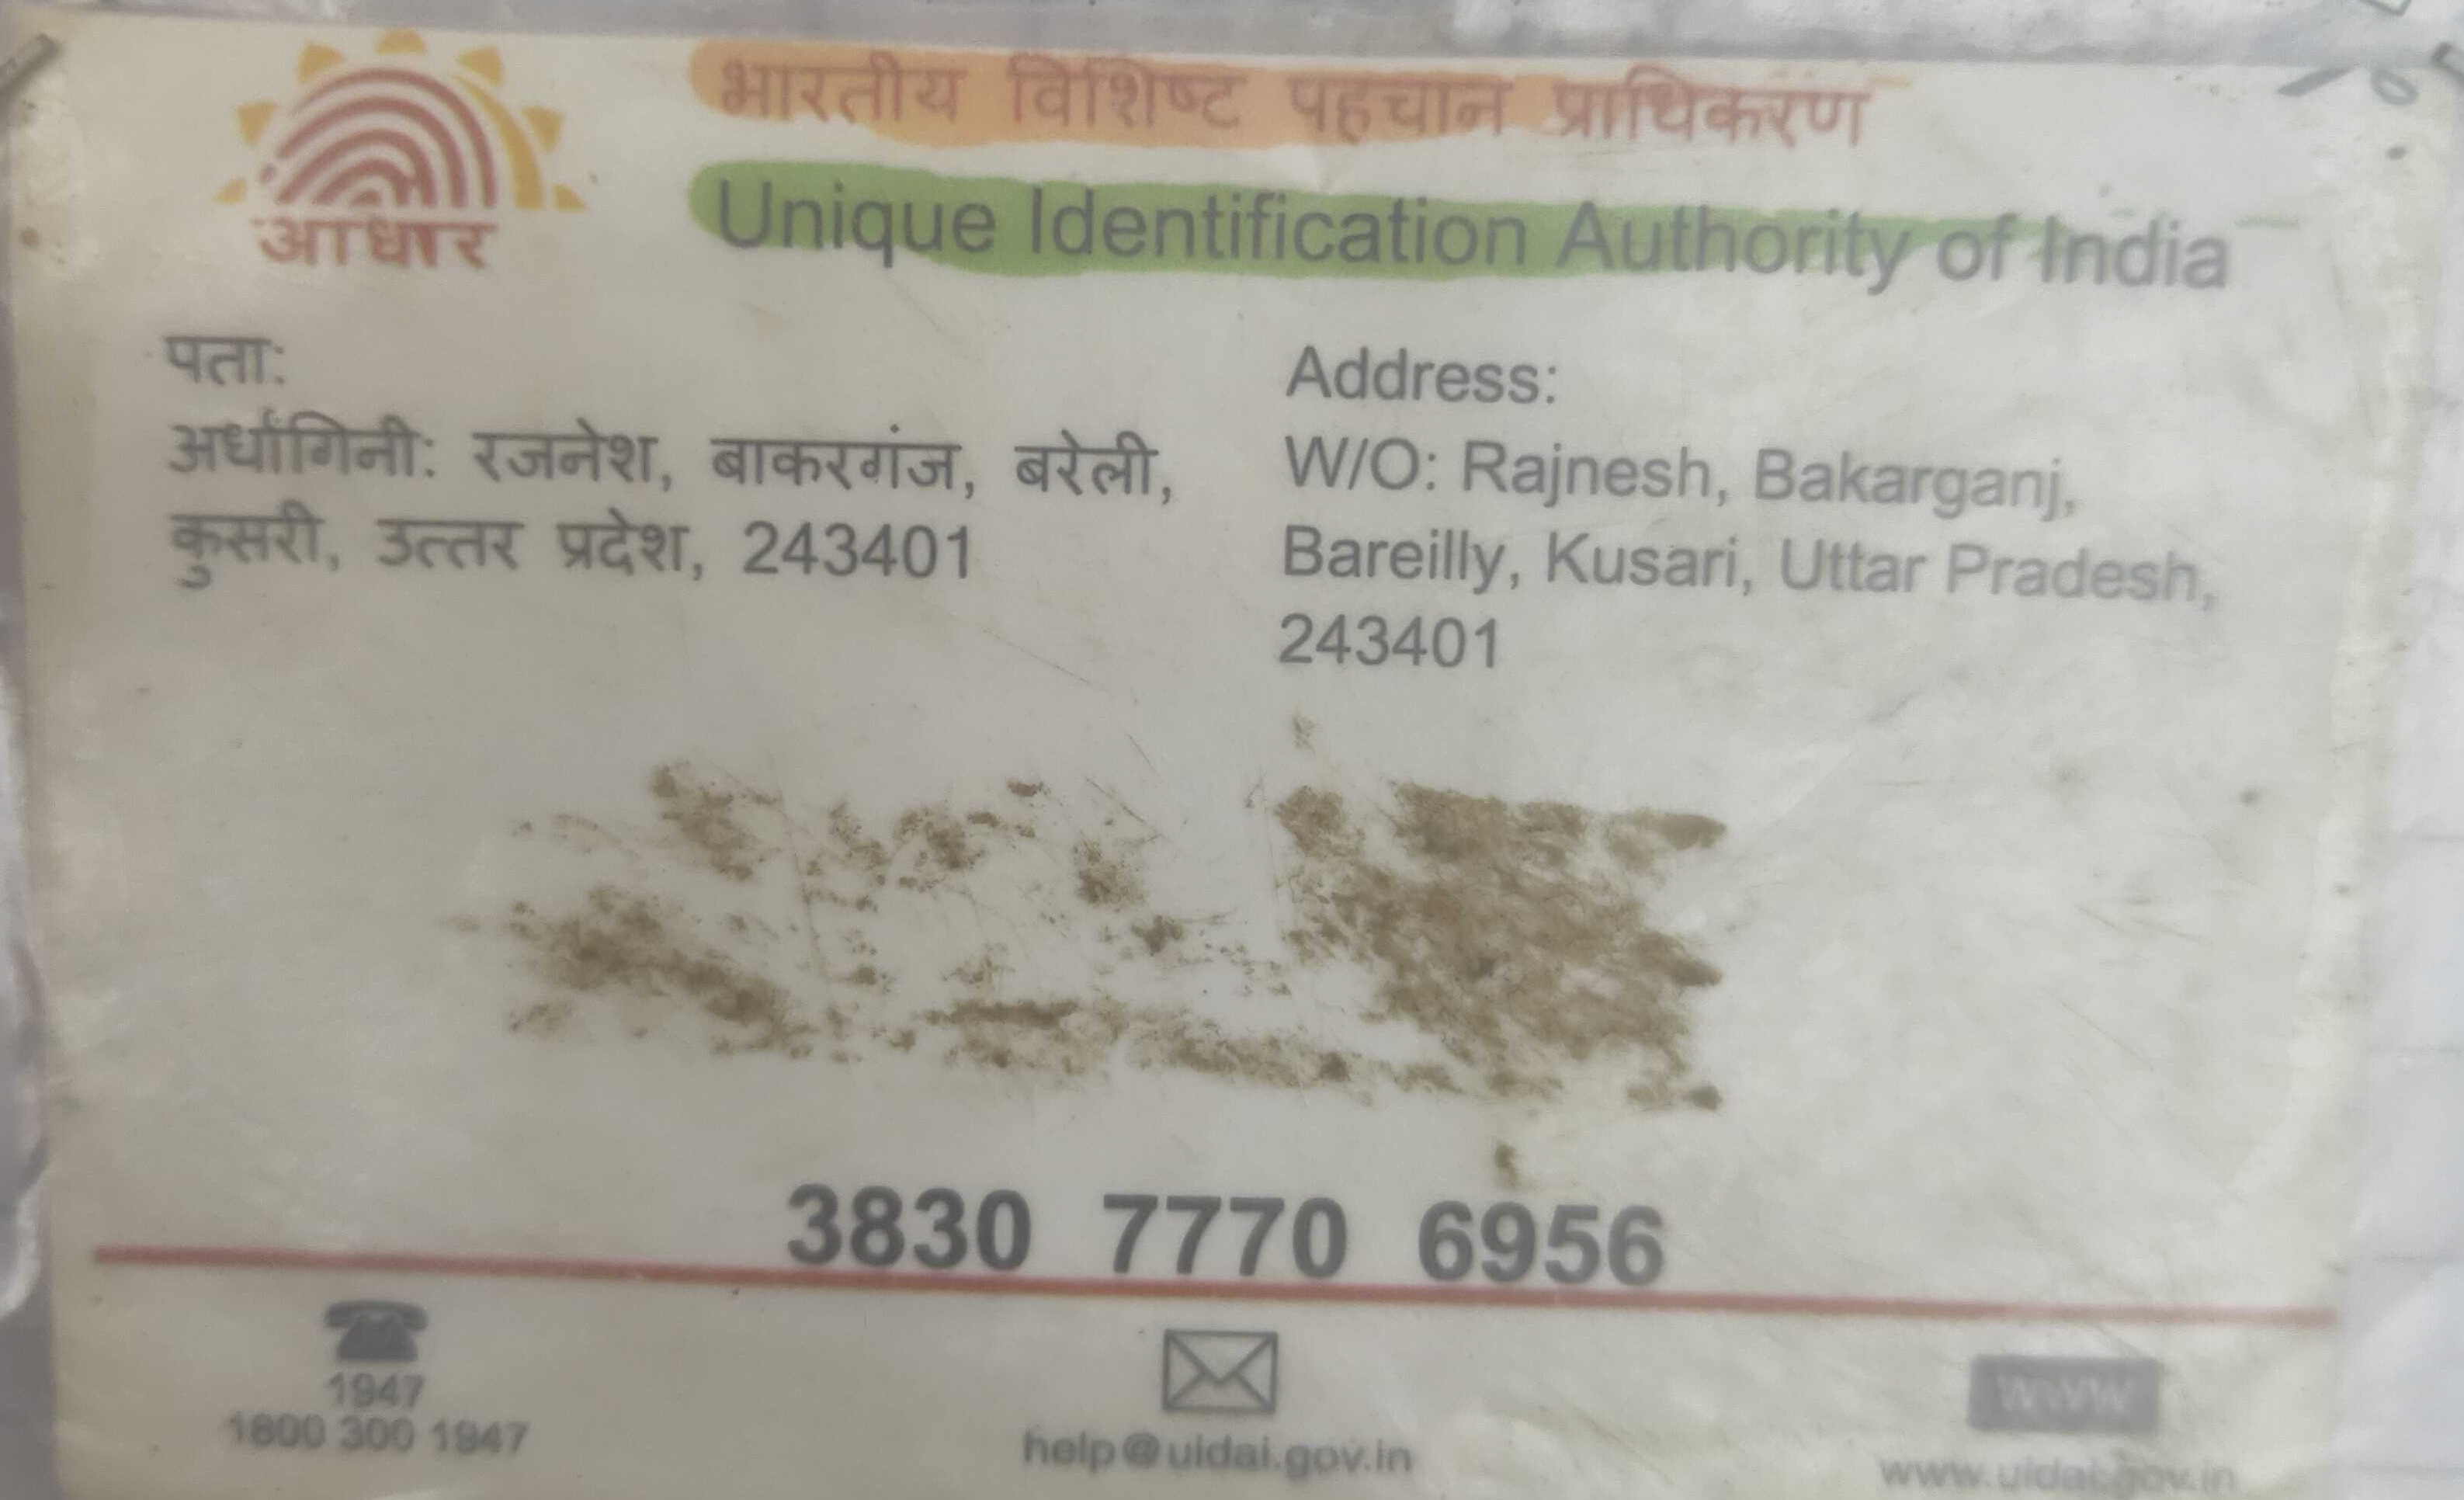 आधार
भारतीय विशिष्ट पहचान प्राधिकरण
Unique Identification Authority of India
पता:
अर्धांगिनी: रजनेश, बाकरगंज, बरेली,
कुसरी, उत्तर प्रदेश, 243401
Address:
W/O: Rajnesh, Bakarganj,
Bareilly, Kusari, Uttar Pradesh,
243401
3830 7770 6956
1947
1800 300 1947
help@uidai.gov.in
www
www.uidai.gov.in